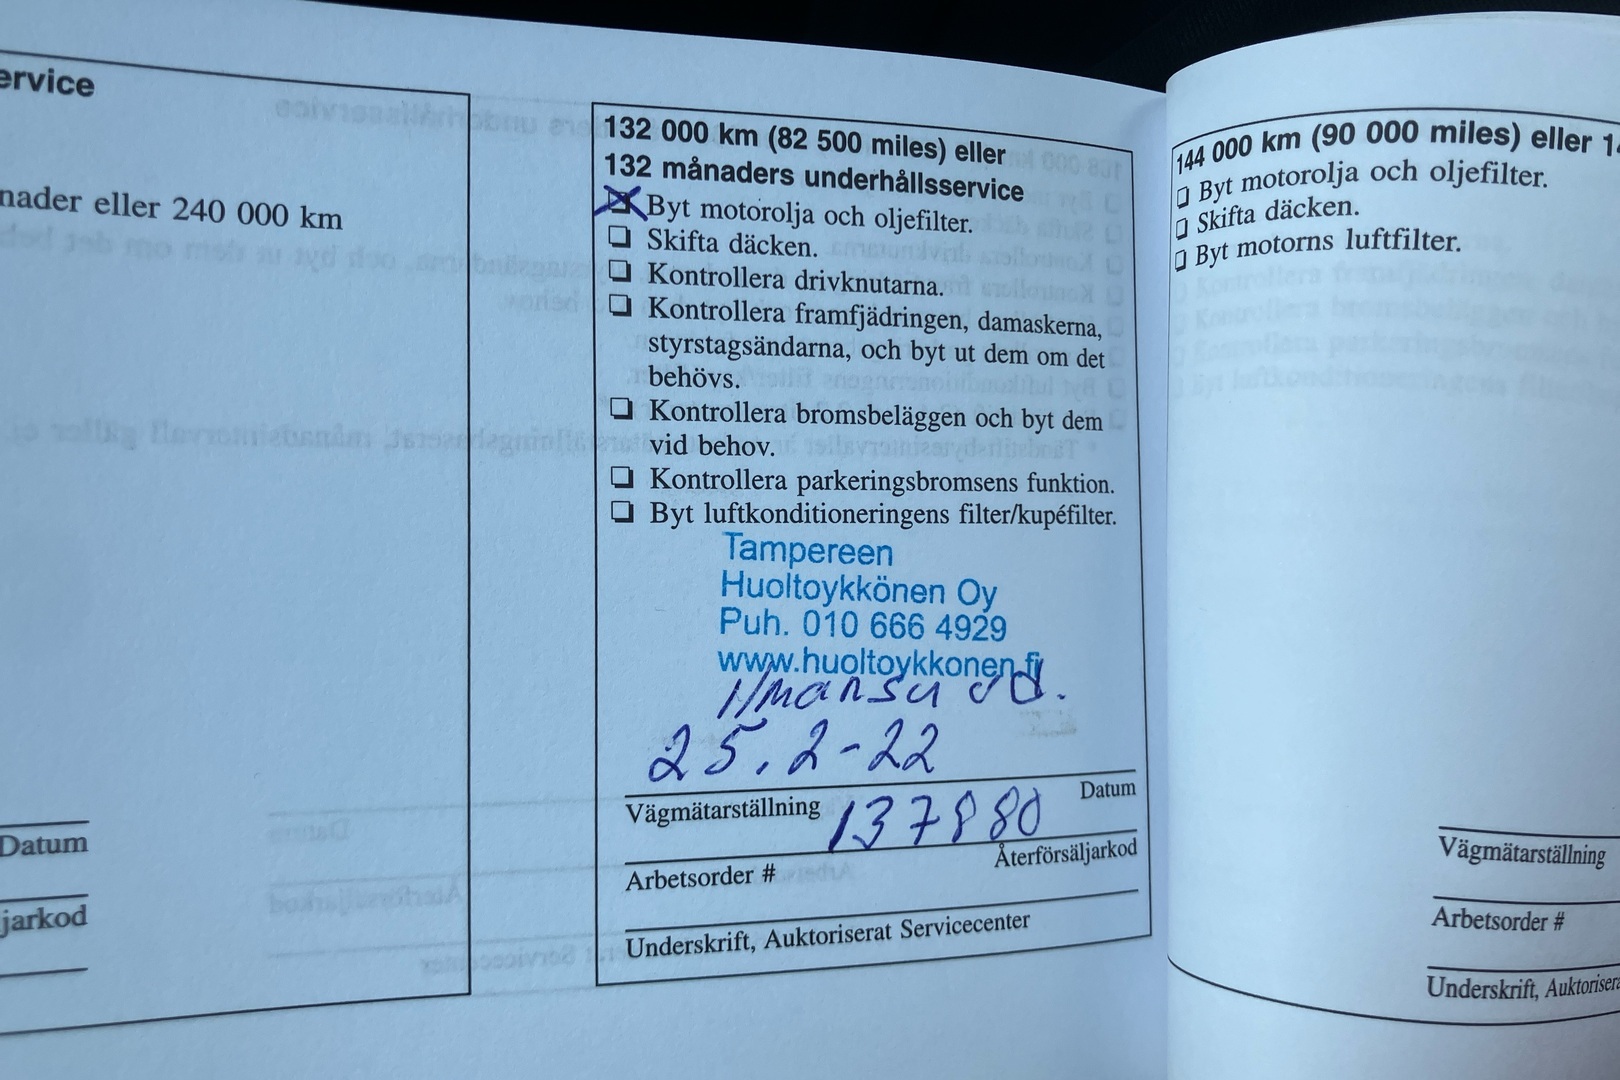 ervice
nader eller 240 000 km
Datum
jarkod
132 000 km (82 500 miles) eller
132 månaders underhållsservice
Byt motorolja och oljefilter.
Skifta däcken.
Kontrollera drivknutarna.
Kontrollera framfjädringen, damaskerna,
styrstagsändarna, och byt ut dem om det
behövs.
Kontrollera bromsbeläggen och byt dem
vid behov.
Kontrollera parkeringsbromsens funktion.
Byt luftkonditioneringens filter/kupéfilter.
Tampereen
Huoltoykkönen Oy
Puh. 010 666 4929
www.huoltoykkonen.fi
Ilmansu od.
25.2-22
Datum
Vägmätarställning 137880
Återförsäljarkod
Arbetsorder #
Underskrift, Auktoriserat Servicecenter
144 000 km (90 000 miles) eller 14
Byt motorolja och oljefilter.
Skifta däcken.
Byt motorns luftfilter.
Vägmätarställning
Arbetsorder #
Underskrift, Auktorisera